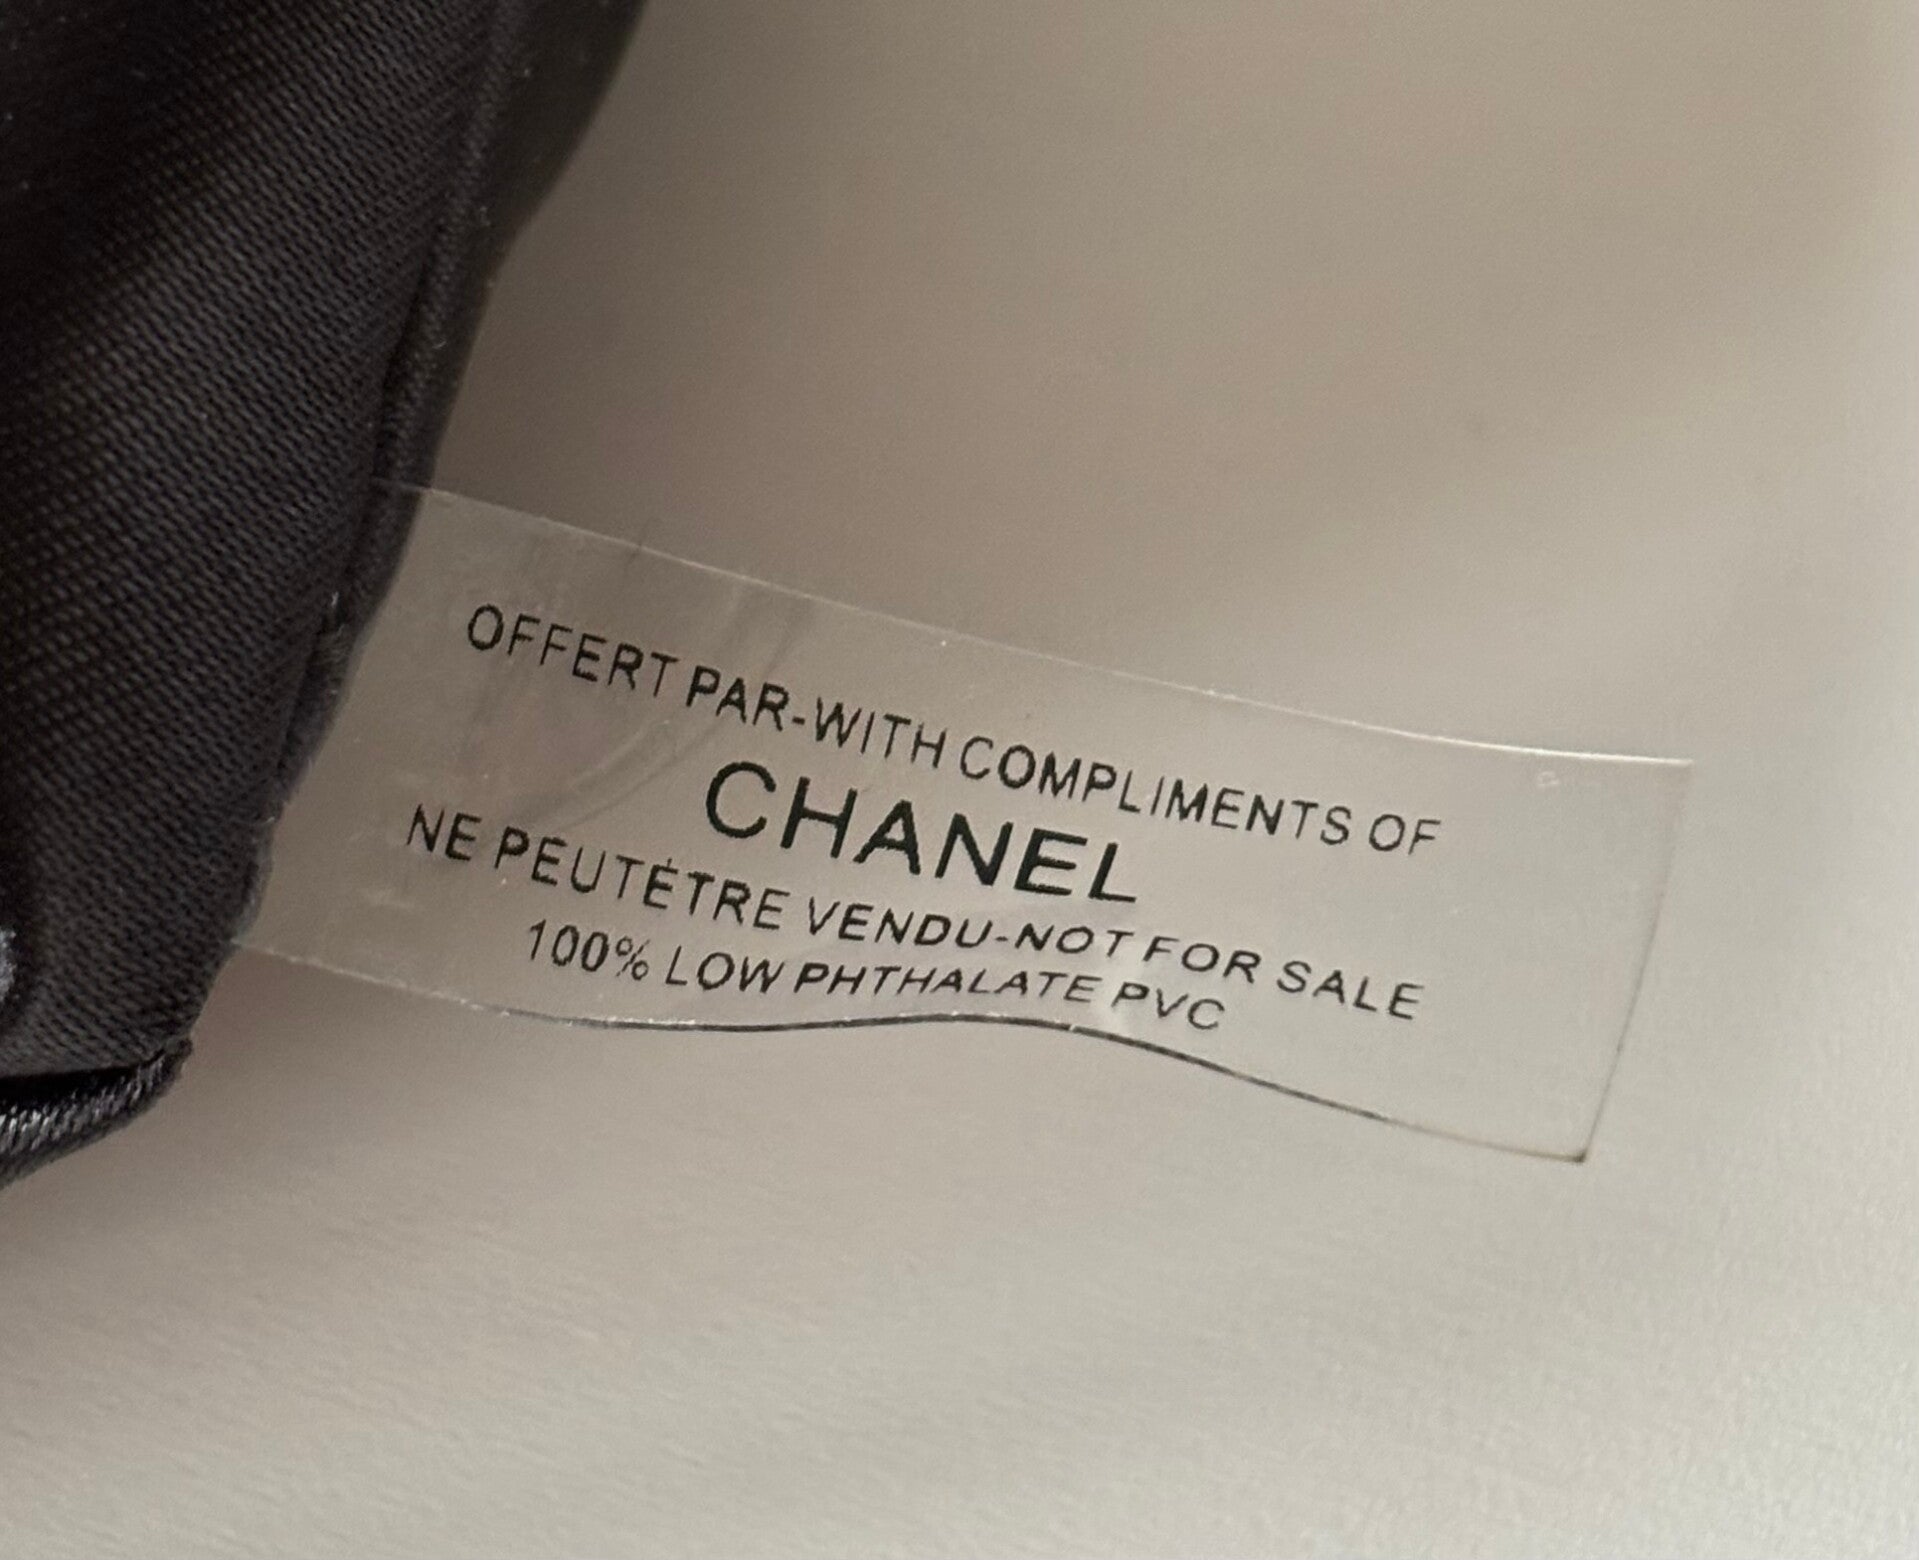 OFFERT PAR-WITH COMPLIMENTS OF
CHANEL
NE PEUTÉTRE VENDU-NOT FOR SALE
100% LOW PHTHALATE PVC